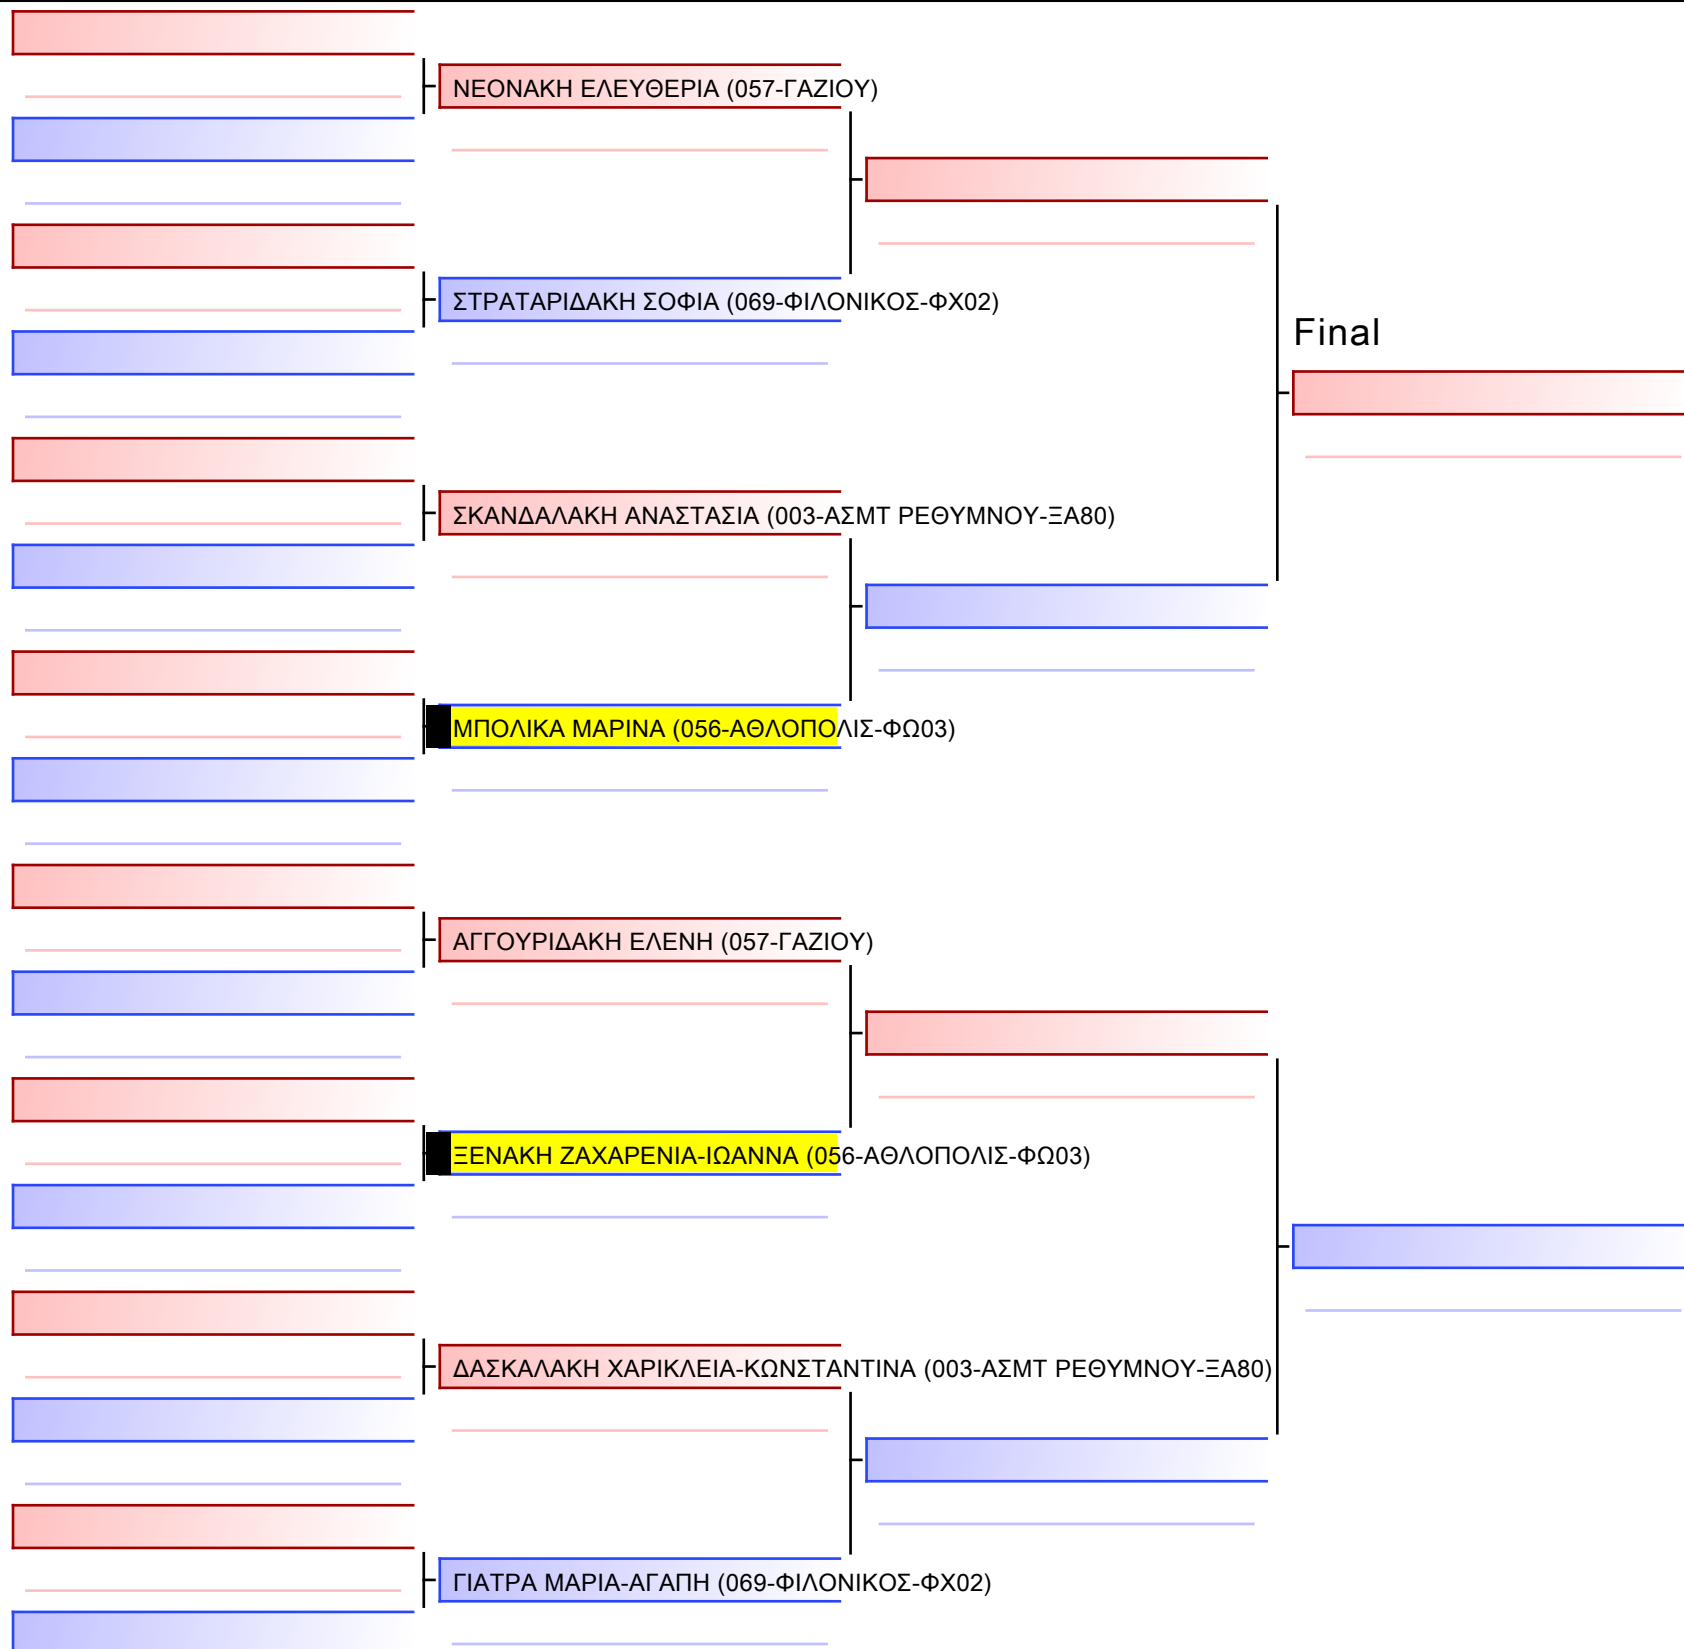 ΝΕΟΝΑΚΗ ΕΛΕΥΘΕΡΙΑ (057-ΓΑΖΙΟΥ)
ΣΤΡΑΤΑΡΙΔΑΚΗ ΣΟΦΙΑ (069-ΦΙΛΟΝΙΚΟΣ-ΦΧ02)
Final
ΣΚΑΝΔΑΛΑΚΗ ΑΝΑΣΤΑΣΙΑ (003-ΑΣΜΤ ΡΕΘΥΜΝΟΥ-ΞΑ80)
ΜΠΟΛΙΚΑ ΜΑΡΙΝΑ (056-ΑΘΛΟΠΟΛΙΣ-ΦΩ03)
ΑΓΓΟΥΡΙΔΑΚΗ ΕΛΕΝΗ (057-ΓΑΖΙΟΥ)
ΞΕΝΑΚΗ ΖΑΧΑΡΕΝΙΑ-ΙΩΑΝΝΑ (056-ΑΘΛΟΠΟΛΙΣ-ΦΩ03)
ΔΑΣΚΑΛΑΚΗ ΧΑΡΙΚΛΕΙΑ-ΚΩΝΣΤΑΝΤΙΝΑ (003-ΑΣΜΤ ΡΕΘΥΜΝΟΥ-ΞΑ80)
ΓΙΑΤΡΑ ΜΑΡΙΑ-ΑΓΑΠΗ (069-ΦΙΛΟΝΙΚΟΣ-ΦΧ02)